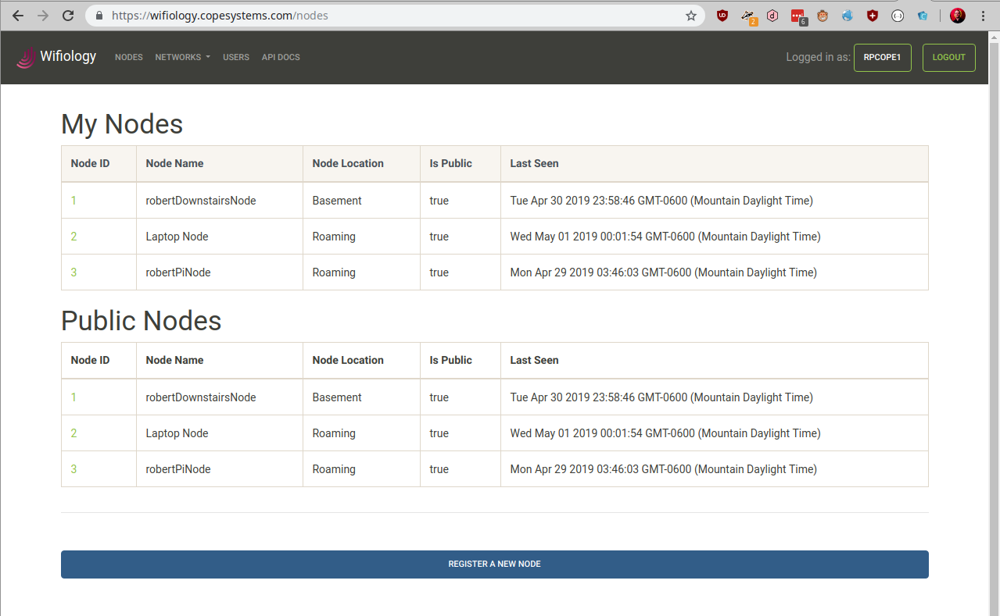 https://wifiology.copesystems.com/nodes
2
6
Wifiology NODES NETWORKS USERS API DOCS Logged in as: RPCOPE1 LOGOUT
My Nodes
Node ID Node Name Node Location Is Public Last Seen
1 robertDownstairsNode Basement true Tue Apr 30 2019 23:58:46 GMT-0600 (Mountain Daylight Time)
2 Laptop Node Roaming true Wed May 01 2019 00:01:54 GMT-0600 (Mountain Daylight Time)
3 robertPiNode Roaming true Mon Apr 29 2019 03:46:03 GMT-0600 (Mountain Daylight Time)
Public Nodes
Node ID Node Name Node Location Is Public Last Seen
1 robertDownstairsNode Basement true Tue Apr 30 2019 23:58:46 GMT-0600 (Mountain Daylight Time)
2 Laptop Node Roaming true Wed May 01 2019 00:01:54 GMT-0600 (Mountain Daylight Time)
3 robertPiNode Roaming true Mon Apr 29 2019 03:46:03 GMT-0600 (Mountain Daylight Time)
REGISTER A NEW NODE